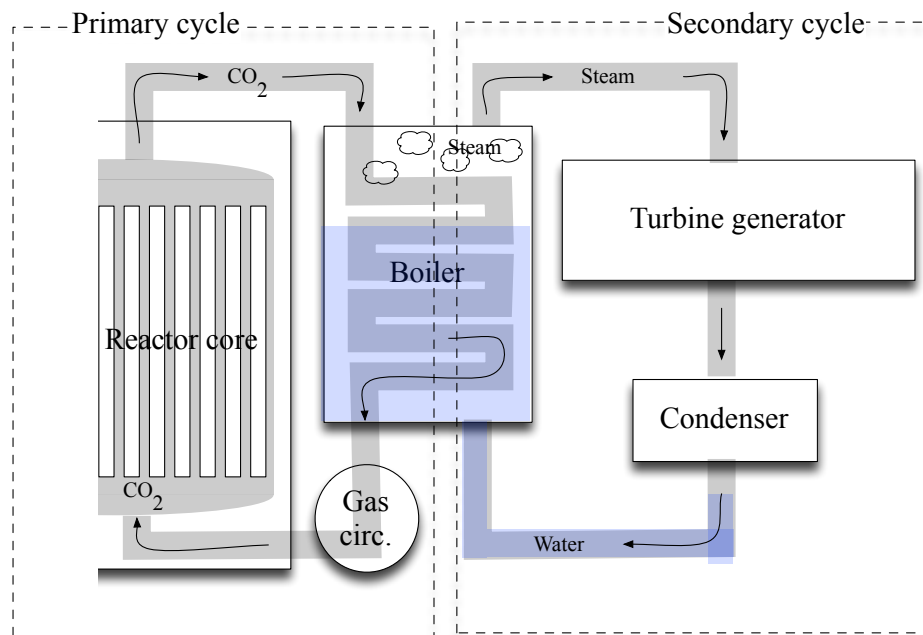 Primary cycle
Secondary cycle
CO2
Steam
Steam
Turbine generator
Boiler
Reactor core
Condenser
CO2
Gas
circ.
Water